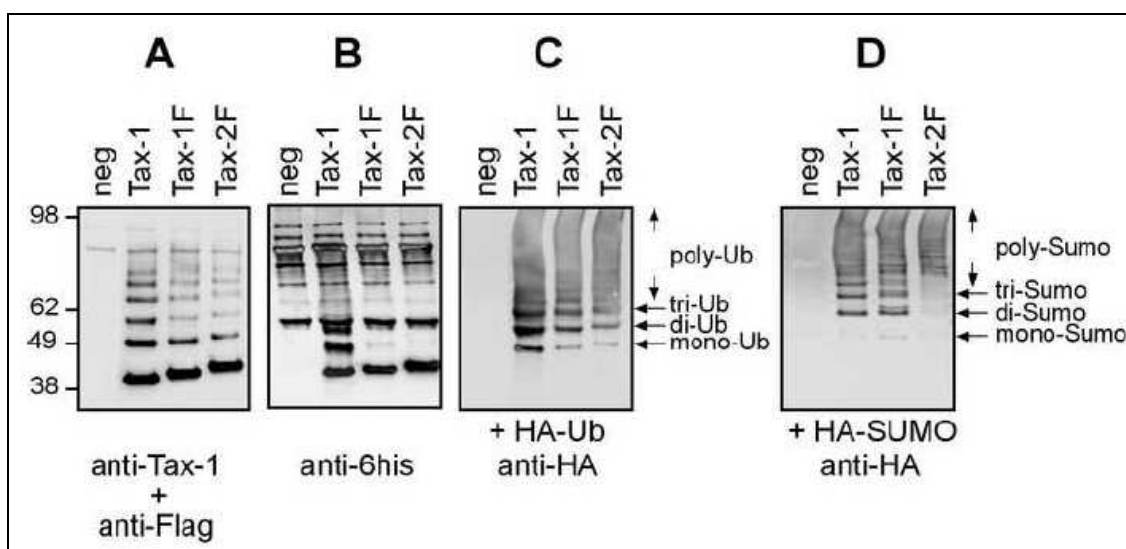 A B C D
neg Tax-1 Tax-1F Tax-2F neg Tax-1 Tax-1F Tax-2F neg Tax-1 Tax-1F Tax-2F neg Tax-1 Tax-1F Tax-2F
98
62
49
38
poly-Ub
tri-Ub
di-Ub
mono-Ub
poly-Sumo
tri-Sumo
di-Sumo
mono-Sumo
anti-Tax-1
+
anti-Flag
anti-6his
+ HA-Ub
anti-HA
+ HA-SUMO
anti-HA